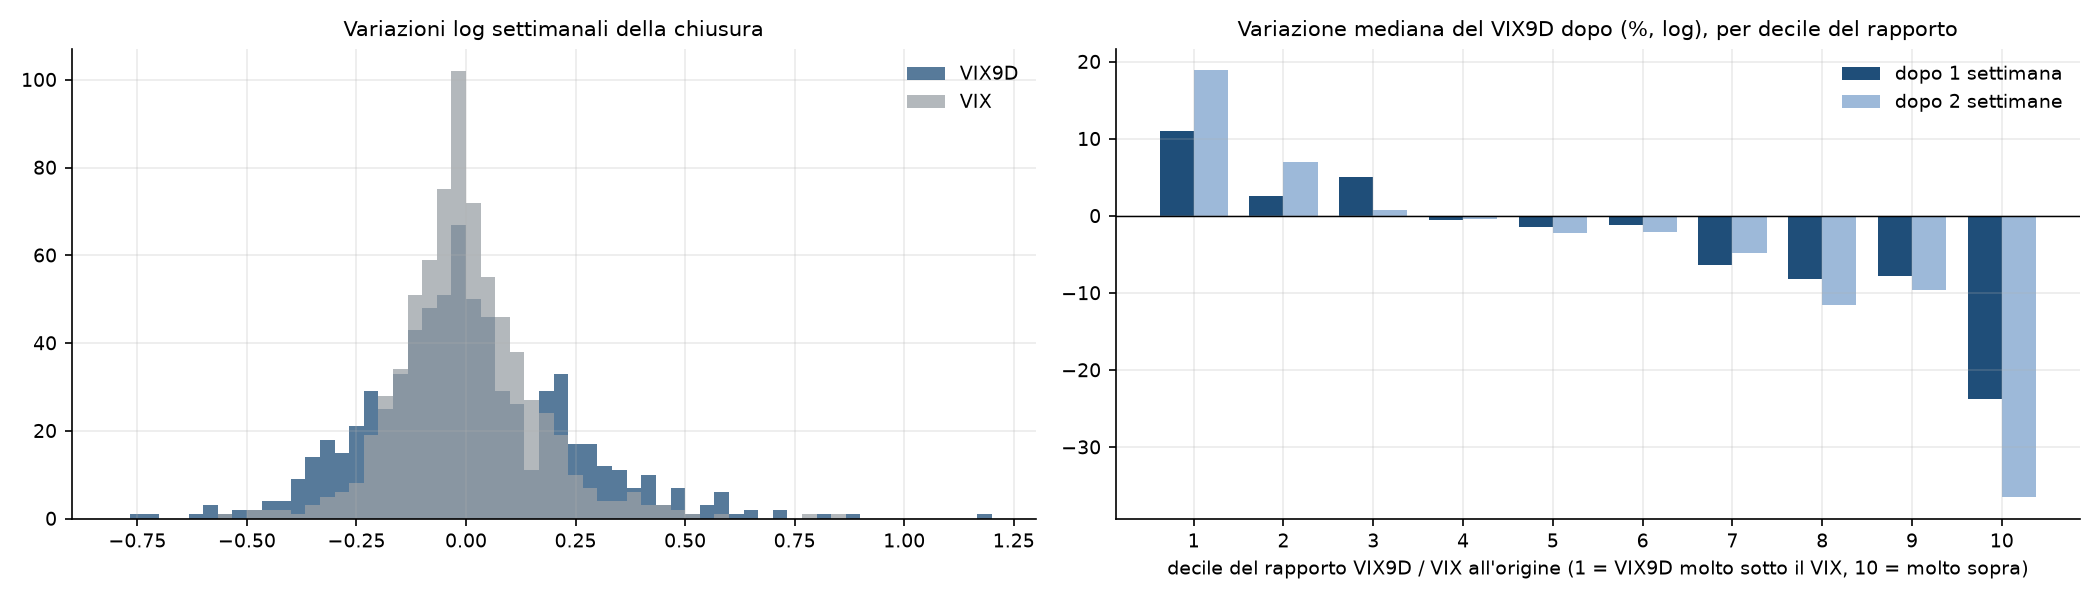 Variazioni log settimanali della chiusura
VIX9D
VIX
100
80
60
40
20
0
−0.75 −0.50 −0.25 0.00 0.25 0.50 0.75 1.00 1.25
Variazione mediana del VIX9D dopo (%, log), per decile del rapporto
dopo 1 settimana
dopo 2 settimane
20
10
0
−10
−20
−30
1 2 3 4 5 6 7 8 9 10
decile del rapporto VIX9D / VIX all'origine (1 = VIX9D molto sotto il VIX, 10 = molto sopra)